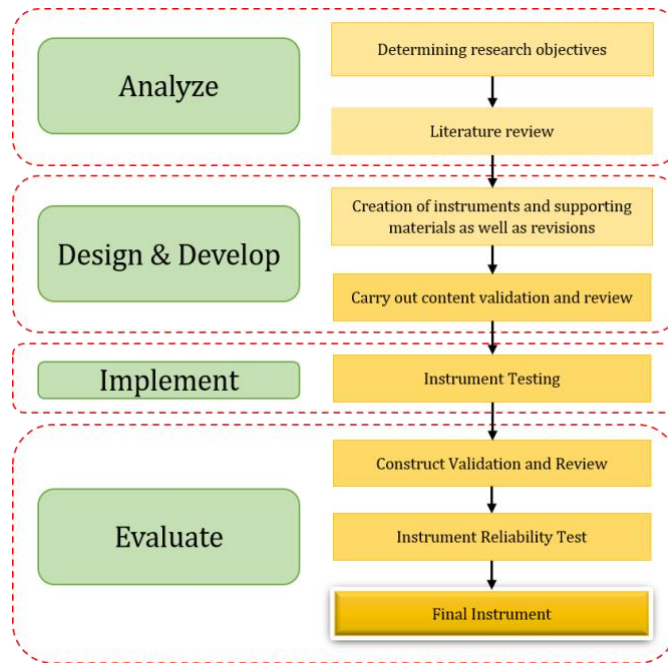 Analyze
Determining research objectives
Literature review
Design & Develop
Creation of instruments and supporting
materials as well as revisions
Carry out content validation and review
Implement
Instrument Testing
Evaluate
Construct Validation and Review
Instrument Reliability Test
Final Instrument